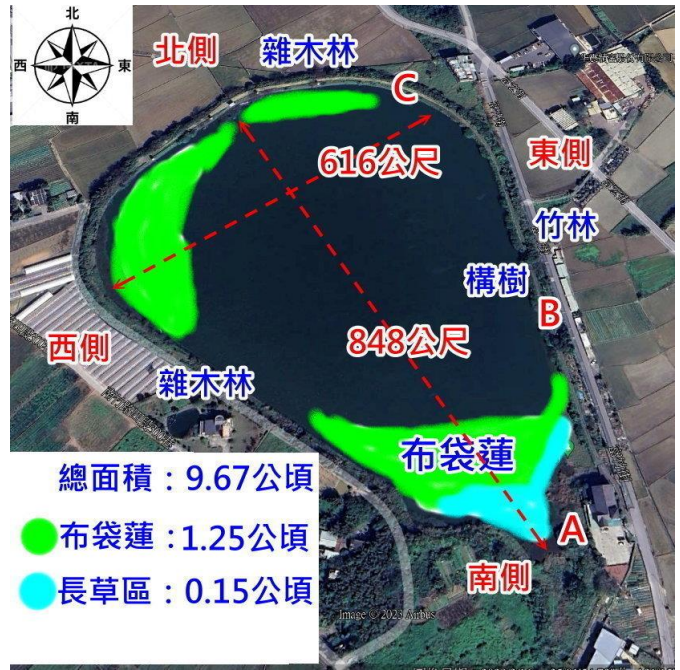 北
西
東
南
北側
雜木林
C
616公尺
東側
竹林
構樹
B
848公尺
西側
雜木林
布袋蓮
總面積：9.67公頃
布袋蓮：1.25公頃
長草區：0.15公頃
A
南側
Image © 2023 Airbus